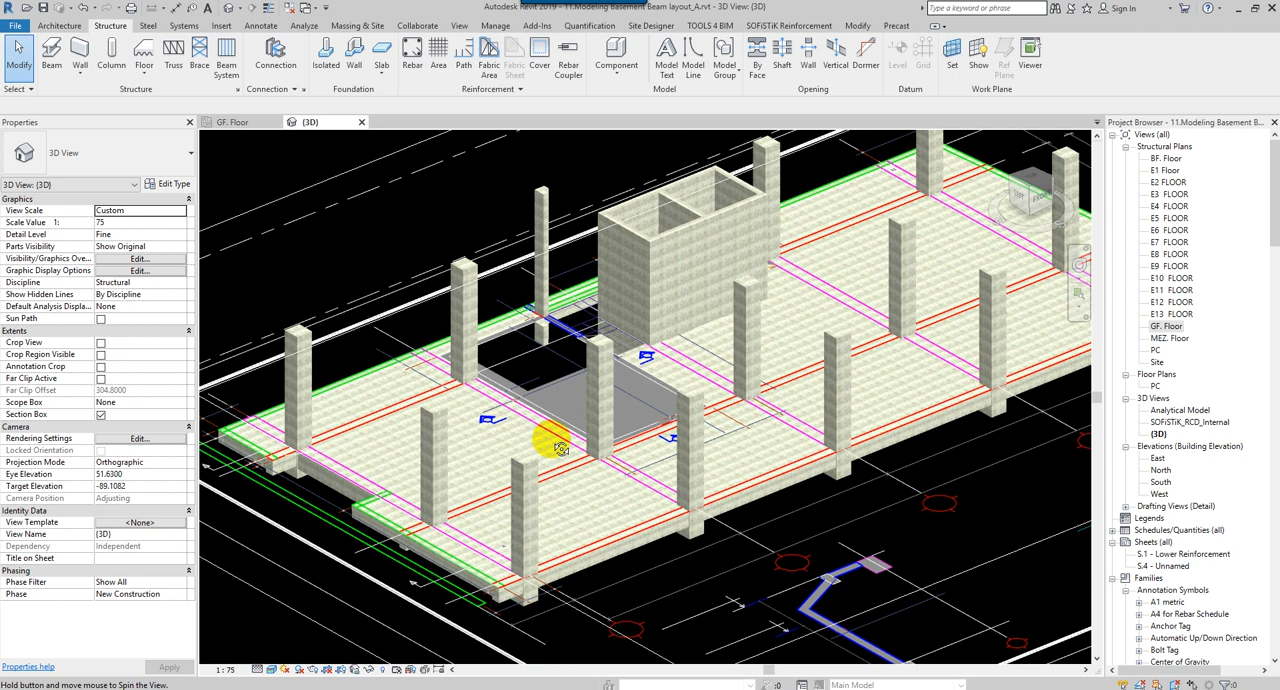 Autodesk Revit 2019 - 11.Modeling Basement Beam layout_A.rvt - 3D View: {3D}
Type a keyword or phrase
Sign In
File
Architecture
Structure
Steel
Systems
Insert
Annotate
Analyze
Massing & Site
Collaborate
View
Manage
Add-Ins
Quantification
Site Designer
TOOLS 4 BIM
SOFiSTiK Reinforcement
Modify
Precast
Modify
Beam
Wall
Column
Floor
Truss
Brace
Beam
System
Connection
Isolated
Wall
Slab
Rebar
Area
Path
Fabric
Area
Fabric
Sheet
Cover
Rebar
Coupler
Component
Model
Text
Model
Line
Model
Group
By
Face
Shaft
Wall
Vertical
Dormer
Level
Grid
Set
Show
Ref
Plane
Viewer
Select
Structure
Connection
Foundation
Reinforcement
Model
Opening
Datum
Work Plane
Properties
3D View
3D View: {3D}
Edit Type
Graphics
View Scale Custom
Scale Value 1: 75
Detail Level Fine
Parts Visibility Show Original
Visibility/Graphics Ove... Edit...
Graphic Display Options Edit...
Discipline Structural
Show Hidden Lines By Discipline
Default Analysis Displa... None
Sun Path
Extents
Crop View
Crop Region Visible
Annotation Crop
Far Clip Active
Far Clip Offset 304.8000
Scope Box None
Section Box
Camera
Rendering Settings Edit...
Locked Orientation
Projection Mode Orthographic
Eye Elevation 51.6300
Target Elevation -89.1082
Camera Position Adjusting
Identity Data
View Template <None>
View Name {3D}
Dependency Independent
Title on Sheet
Phasing
Phase Filter Show All
Phase New Construction
Properties help
Apply
GF. Floor
{3D}
Project Browser - 11.Modeling Basement B...
Views (all)
Structural Plans
BF. Floor
E1 Floor
E2 FLOOR
E3 FLOOR
E4 FLOOR
E5 FLOOR
E6 FLOOR
E7 FLOOR
E8 FLOOR
E9 FLOOR
E10 FLOOR
E11 FLOOR
E12 FLOOR
E13 FLOOR
GF. Floor
MEZ. Floor
PC
Site
Floor Plans
PC
3D Views
Analytical Model
SOFiSTiK_RCD_Internal
{3D}
Elevations (Building Elevation)
East
North
South
West
Drafting Views (Detail)
Legends
Schedules/Quantities (all)
Sheets (all)
S.1 - Lower Reinforcement
S.4 - Unnamed
Families
Annotation Symbols
A1 metric
A4 for Rebar Schedule
Anchor Tag
Automatic Up/Down Direction
Bolt Tag
Center of Gravity
1 : 75
Hold button and move mouse to Spin the View.
:0
Main Model
:0